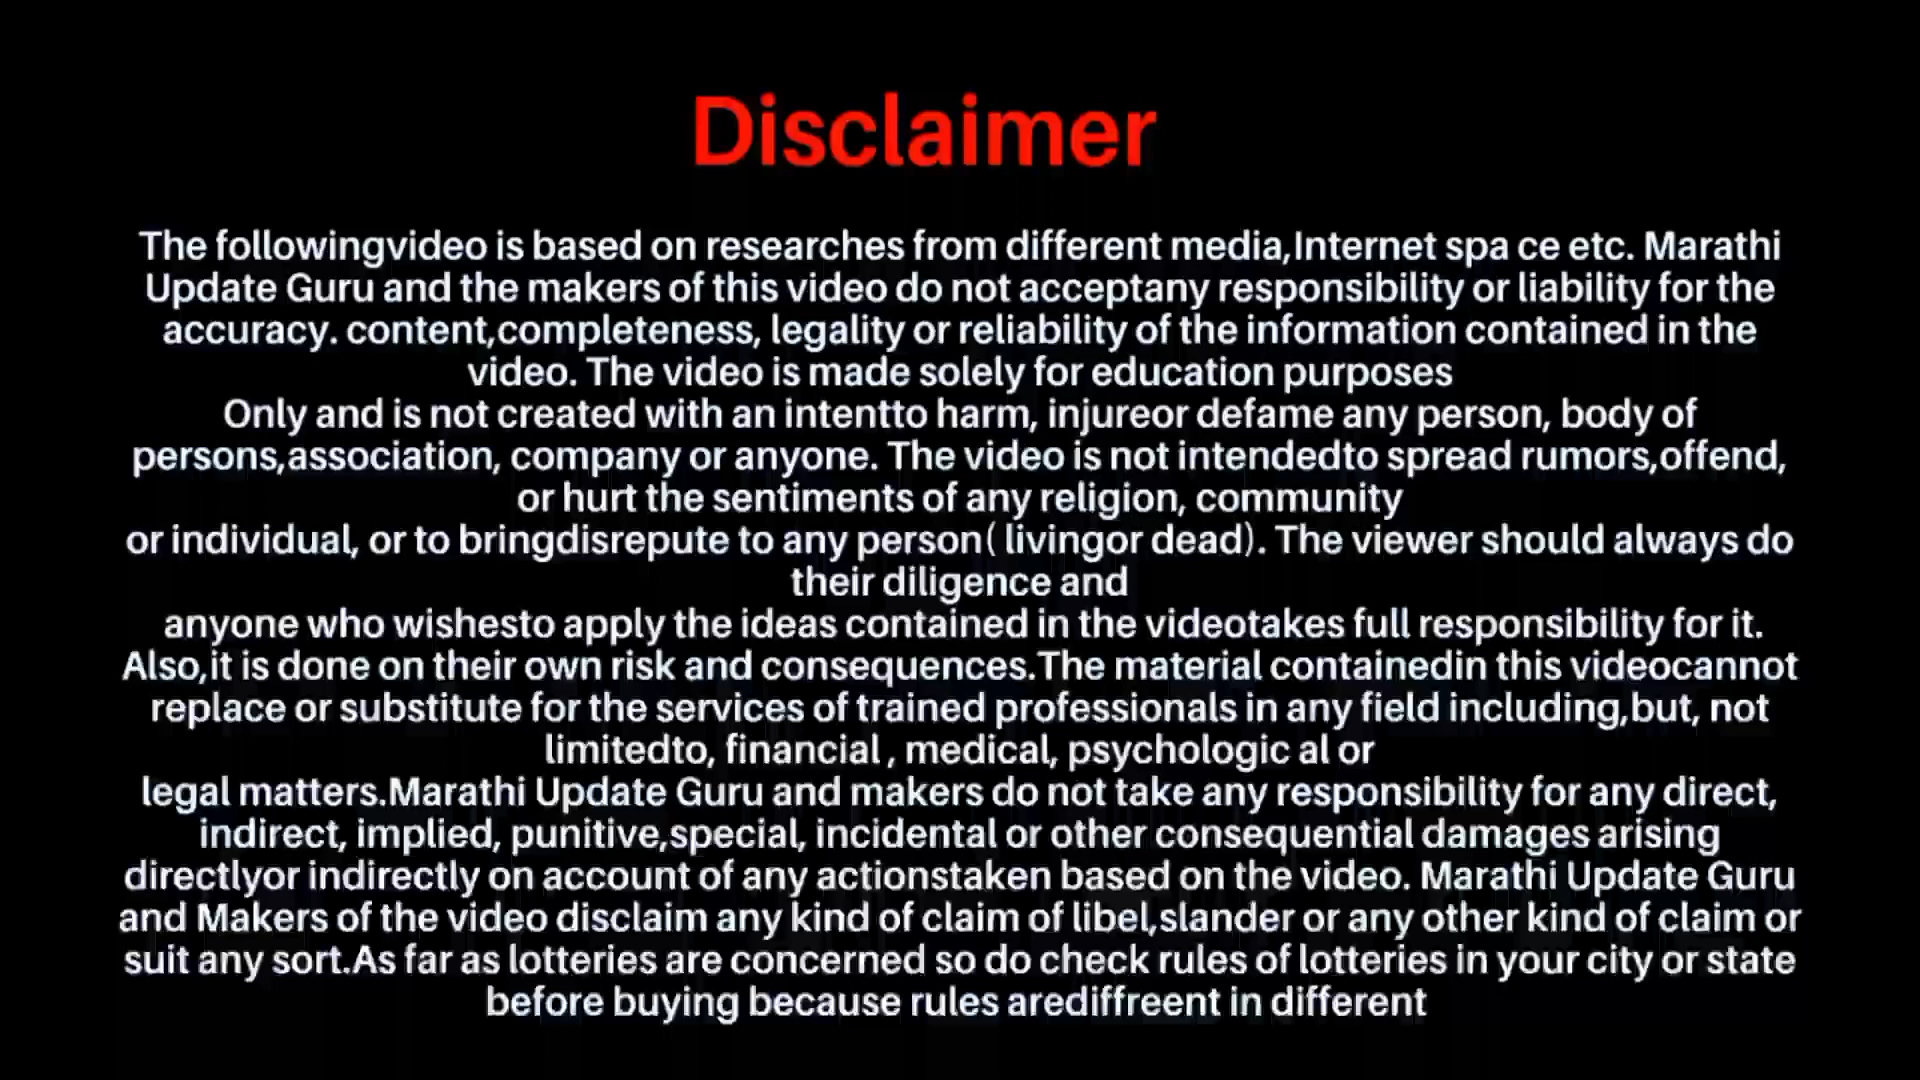 Disclaimer
The followingvideo is based on researches from different media,Internet spa ce etc. Marathi
Update Guru and the makers of this video do not acceptany responsibility or liability for the
accuracy. content,completeness, legality or reliability of the information contained in the
video. The video is made solely for education purposes
Only and is not created with an intentto harm, injureor defame any person, body of
persons,association, company or anyone. The video is not intendedto spread rumors,offend,
or hurt the sentiments of any religion, community
or individual, or to bringdisrepute to any person( livingor dead). The viewer should always do
their diligence and
anyone who wishesto apply the ideas contained in the videotakes full responsibility for it.
Also,it is done on their own risk and consequences.The material containedin this videocannot
replace or substitute for the services of trained professionals in any field including,but, not
limitedto, financial , medical, psychologic al or
legal matters.Marathi Update Guru and makers do not take any responsibility for any direct,
indirect, implied, punitive,special, incidental or other consequential damages arising
directlyor indirectly on account of any actionstaken based on the video. Marathi Update Guru
and Makers of the video disclaim any kind of claim of libel,slander or any other kind of claim or
suit any sort.As far as lotteries are concerned so do check rules of lotteries in your city or state
before buying because rules arediffreent in different